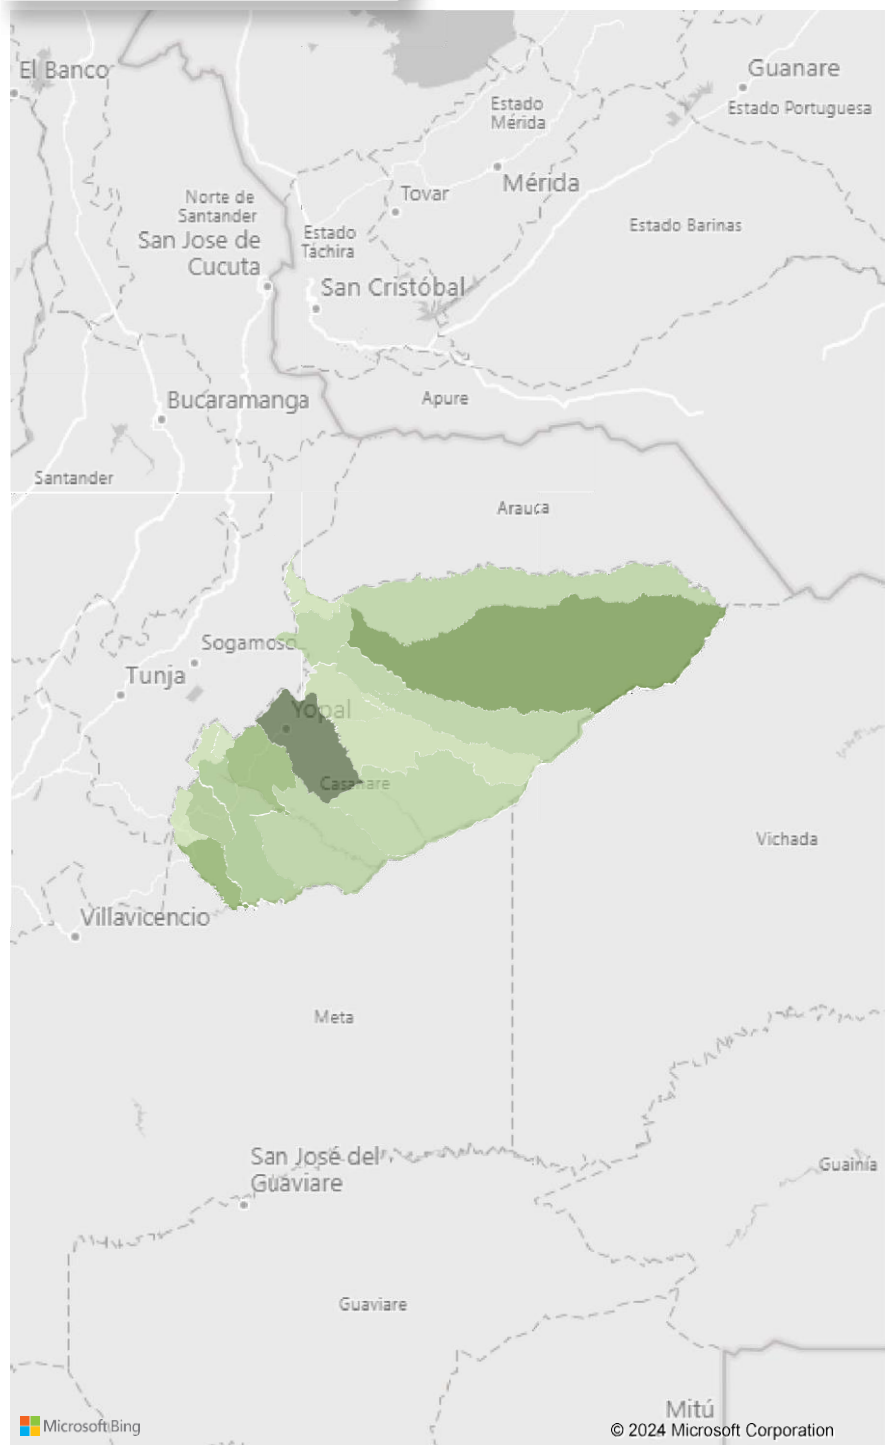 El Banco
Guanare
Estado
Mérida
Estado Portuguesa
Mérida
Tovar
Norte de
Santander
Estado Barinas
San Jose de
Cucuta
Estado
Táchira
San Cristóbal
Apure
Bucaramanga
Santander
Arauca
Sogamoso
Tunja
Yopal
Casanare
Vichada
Villavicencio
Meta
San José del
Guaviare
Guainía
Guaviare
Mitú
Microsoft Bing
© 2024 Microsoft Corporation